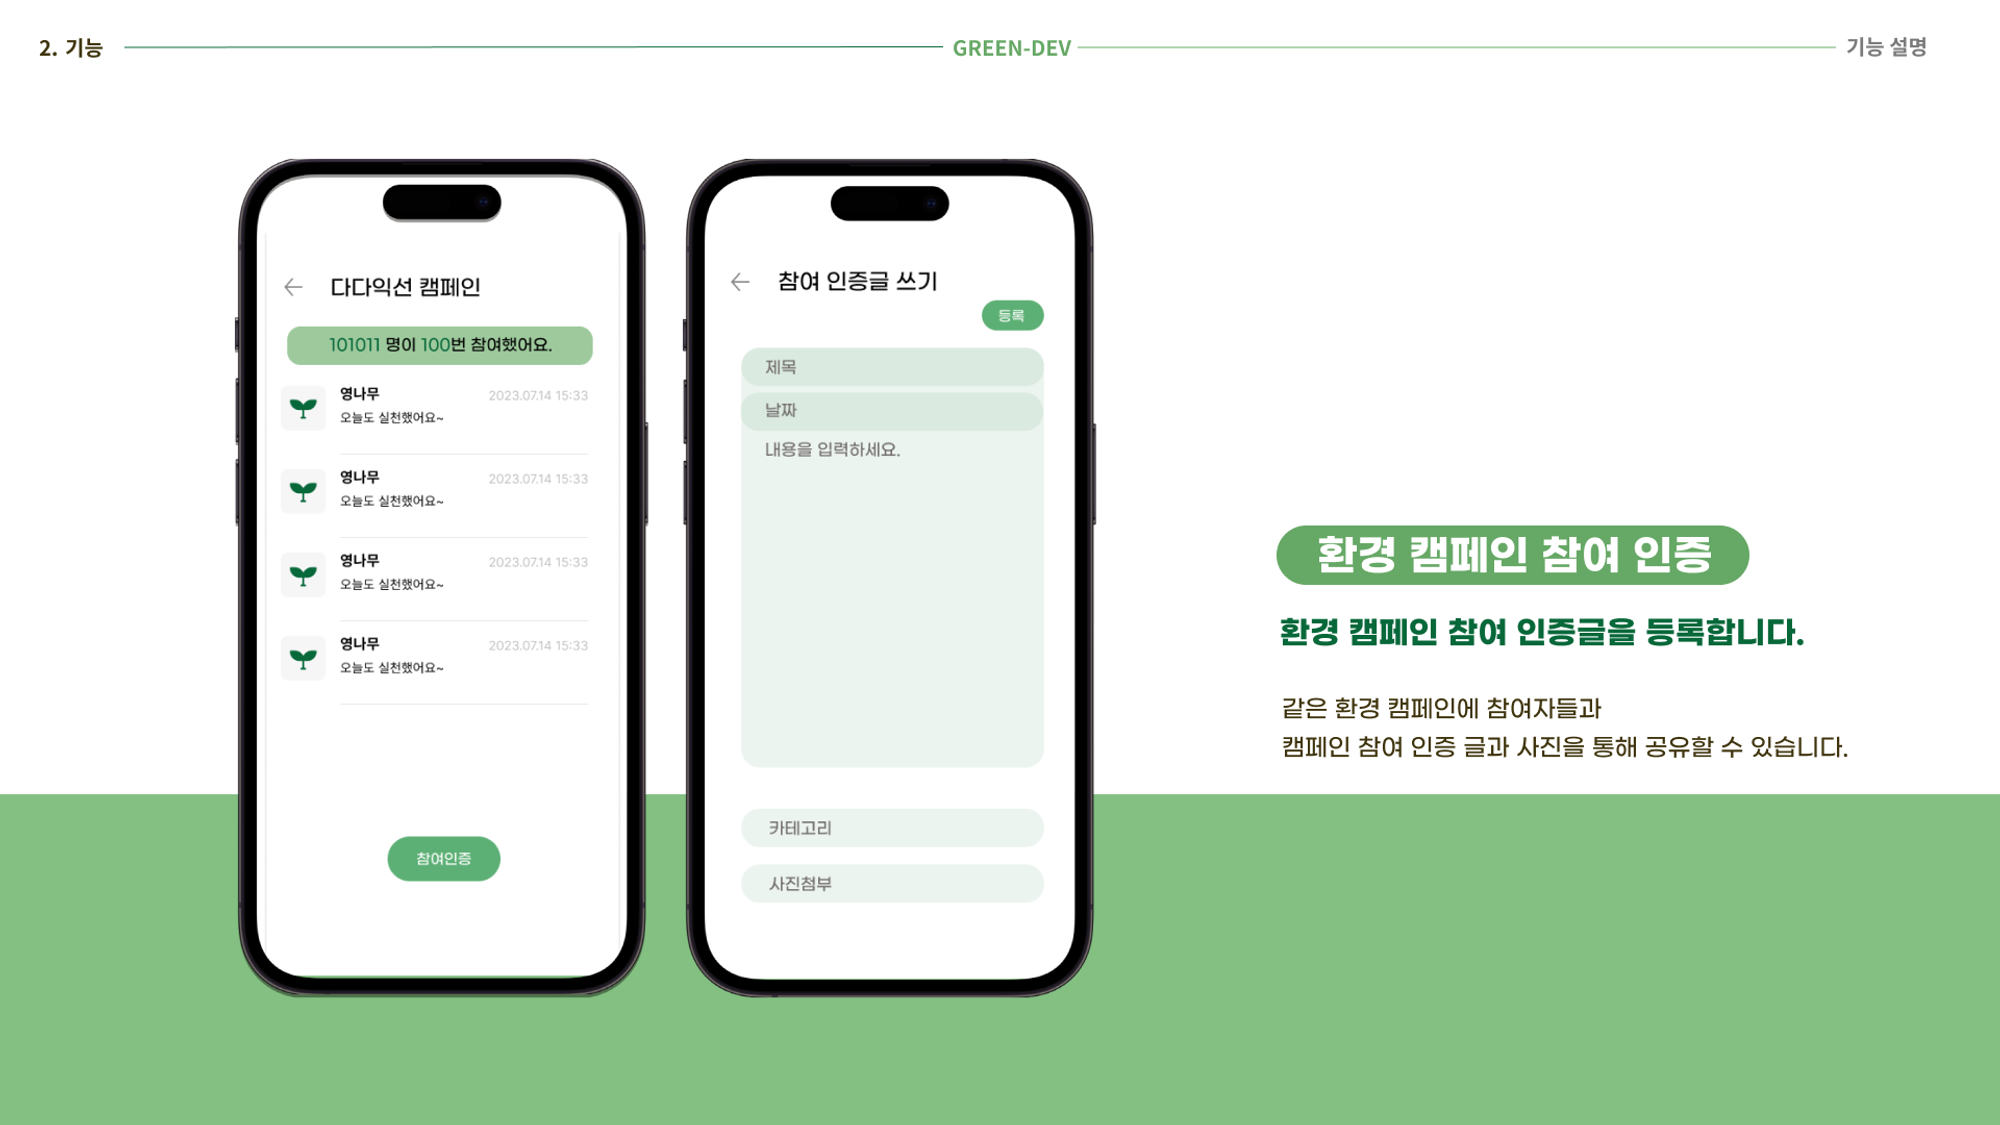 2. 기능
GREEN-DEV
기능 설명
다다익선 캠페인
101011 명이 100번 참여했어요.
영나무
2023.07.14 15:33
오늘도 실천했어요~
영나무
2023.07.14 15:33
오늘도 실천했어요~
영나무
2023.07.14 15:33
오늘도 실천했어요~
영나무
2023.07.14 15:33
오늘도 실천했어요~
참여인증
참여 인증글 쓰기
등록
제목
날짜
내용을 입력하세요.
카테고리
사진첨부
환경 캠페인 참여 인증
환경 캠페인 참여 인증글을 등록합니다.
같은 환경 캠페인에 참여자들과
캠페인 참여 인증 글과 사진을 통해 공유할 수 있습니다.